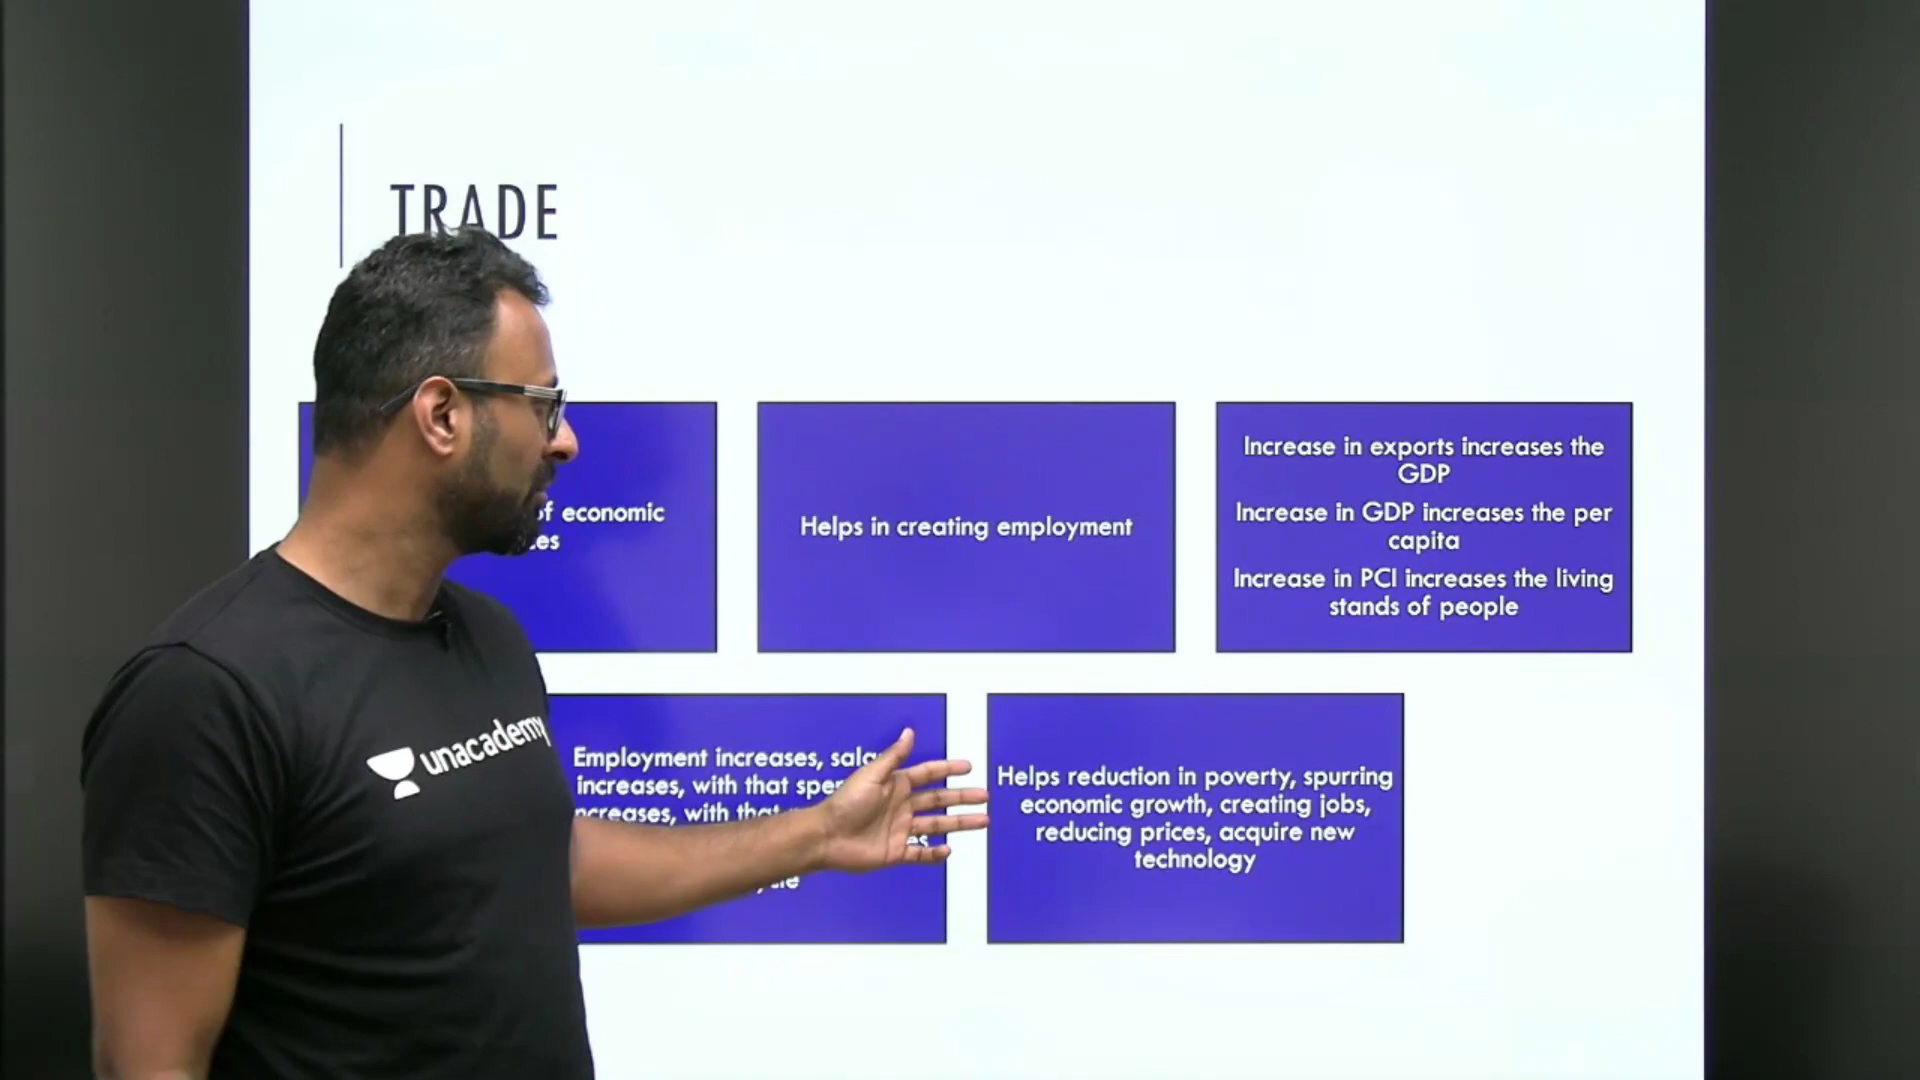 TRADE
of economic
Helps in creating employment
Increase in exports increases the
GDP
Increase in GDP increases the per
capita
Increase in PCI increases the living
stands of people
unacademy
Employment increases,
increases, with that
with that
Helps reduction in poverty, spurring
economic growth, creating jobs,
reducing prices, acquire new
technology